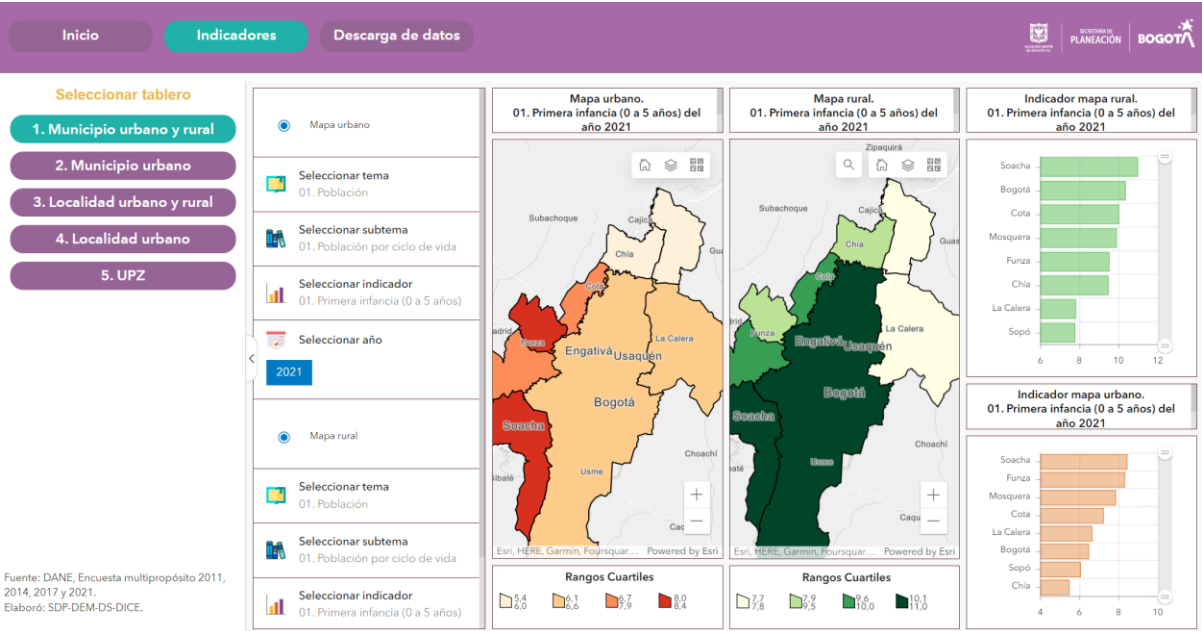 Inicio
Indicadores
Descarga de datos
SECRETARÍA DE
PLANEACIÓN
BOGOTÁ
Seleccionar tablero
1. Municipio urbano y rural
2. Municipio urbano
3. Localidad urbano y rural
4. Localidad urbano
5. UPZ
Fuente: DANE, Encuesta multipropósito 2011,
2014, 2017 y 2021.
Elaboró: SDP-DEM-DS-DICE.
Mapa urbano
Seleccionar tema
01. Población
Seleccionar subtema
01. Población por ciclo de vida
Seleccionar indicador
01. Primera infancia (0 a 5 años)
Seleccionar año
2021
Mapa rural
Seleccionar tema
01. Población
Seleccionar subtema
01. Población por ciclo de vida
Seleccionar indicador
01. Primera infancia (0 a 5 años)
Mapa urbano.
01. Primera infancia (0 a 5 años) del
año 2021
Subachoque
Cajicá
Chía
Gua
Cota
adrid
Funza
La Calera
Engativá
Usaquén
Bogotá
Soacha
Choachí
Usme
Sibaté
Caq
Esri, HERE, Garmin, Foursquar...
Powered by Esri
Rangos Cuartiles
5,4
6,0
6,1
6,6
6,7
7,9
8,0
8,4
Mapa rural.
01. Primera infancia (0 a 5 años) del
año 2021
Zipaquirá
Subachoque
Cajicá
Chía
Guas
Cota
drid
Funza
La Calera
Engativá
Usaquén
Bogotá
Soacha
Choachí
Usme
baté
Caqu
Esri, HERE, Garmin, Foursquar...
Powered by Esri
Rangos Cuartiles
7,7
7,8
7,9
9,5
9,6
10,0
10,1
11,0
Indicador mapa rural.
01. Primera infancia (0 a 5 años) del
año 2021
Soacha
Bogotá
Cota
Mosquera
Funza
Chía
La Calera
Sopó
6 8 10 12
Indicador mapa urbano.
01. Primera infancia (0 a 5 años) del
año 2021
Soacha
Funza
Mosquera
Cota
La Calera
Bogotá
Sopó
Chía
4 6 8 10